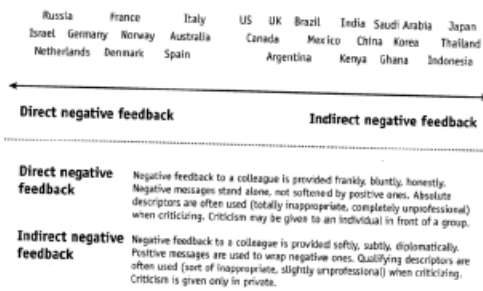 Russia France Italy US UK Brazil India Saudi Arabia Japan
Israel Germany Norway Australia Canada Mexico China Korea Thailand
Netherlands Denmark Spain Argentina Kenya Ghana Indonesia
Direct negative feedback Indirect negative feedback
Direct negative feedback
Negative feedback to a colleague is provided frankly, bluntly, honestly.
Negative messages stand alone, not softened by positive ones. Absolute
descriptors are often used (totally inappropriate, completely unprofessional)
when criticizing. Criticism may be given to an individual in front of a group.
Indirect negative feedback
Negative feedback to a colleague is provided softly, subtly, diplomatically.
Positive messages are used to wrap negative ones. Qualifying descriptors are
often used (sort of inappropriate, slightly unprofessional) when criticizing.
Criticism is given only in private.